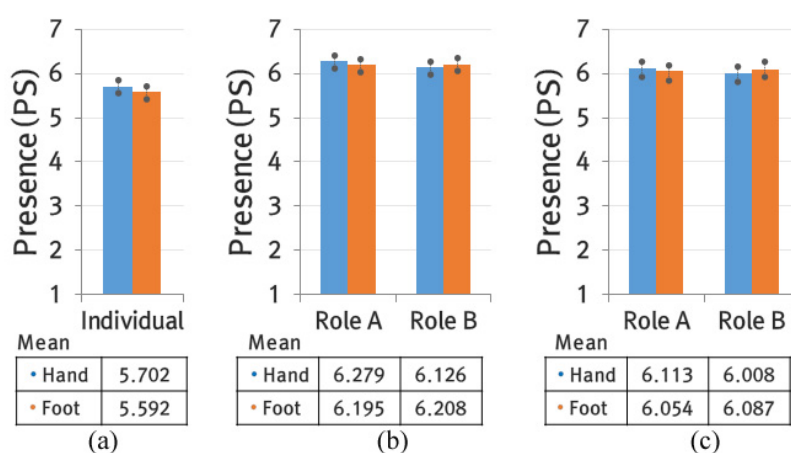 Presence (PS)
7
6
5
4
3
2
1
Individual
Mean
• Hand 5.702
• Foot 5.592
(a)
Presence (PS)
7
6
5
4
3
2
1
Role A Role B
Mean
• Hand 6.279 6.126
• Foot 6.195 6.208
(b)
Presence (PS)
7
6
5
4
3
2
1
Role A Role B
Mean
• Hand 6.113 6.008
• Foot 6.054 6.087
(c)